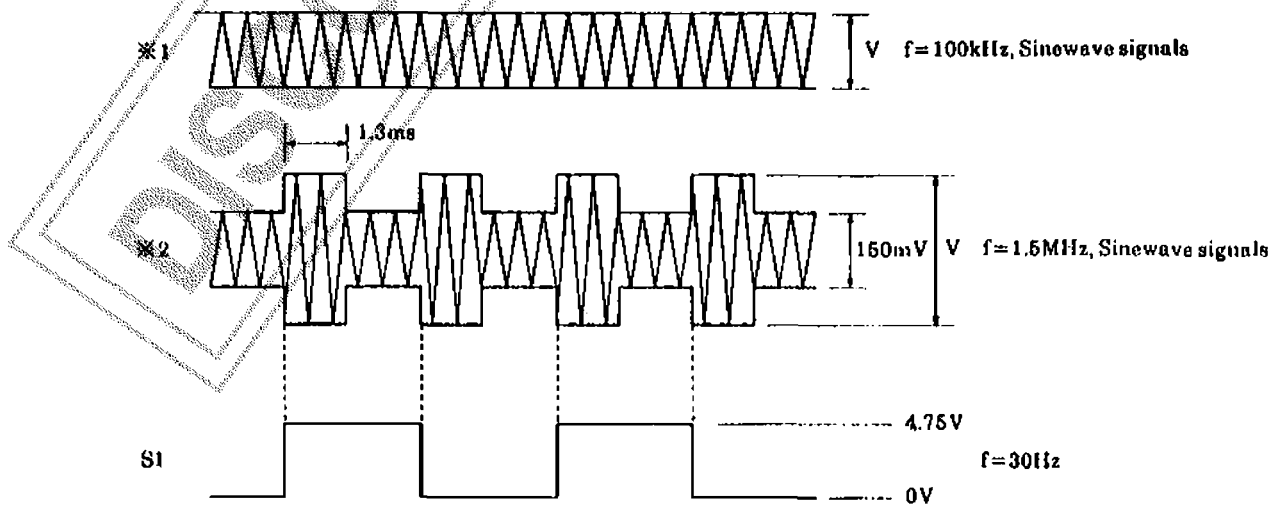 ※1
V f=100kHz, Sinewave signals
1.3ms
※2
150mV V f=1.5MHz, Sinewave signals
4.75V
S1
f=30Hz
0V